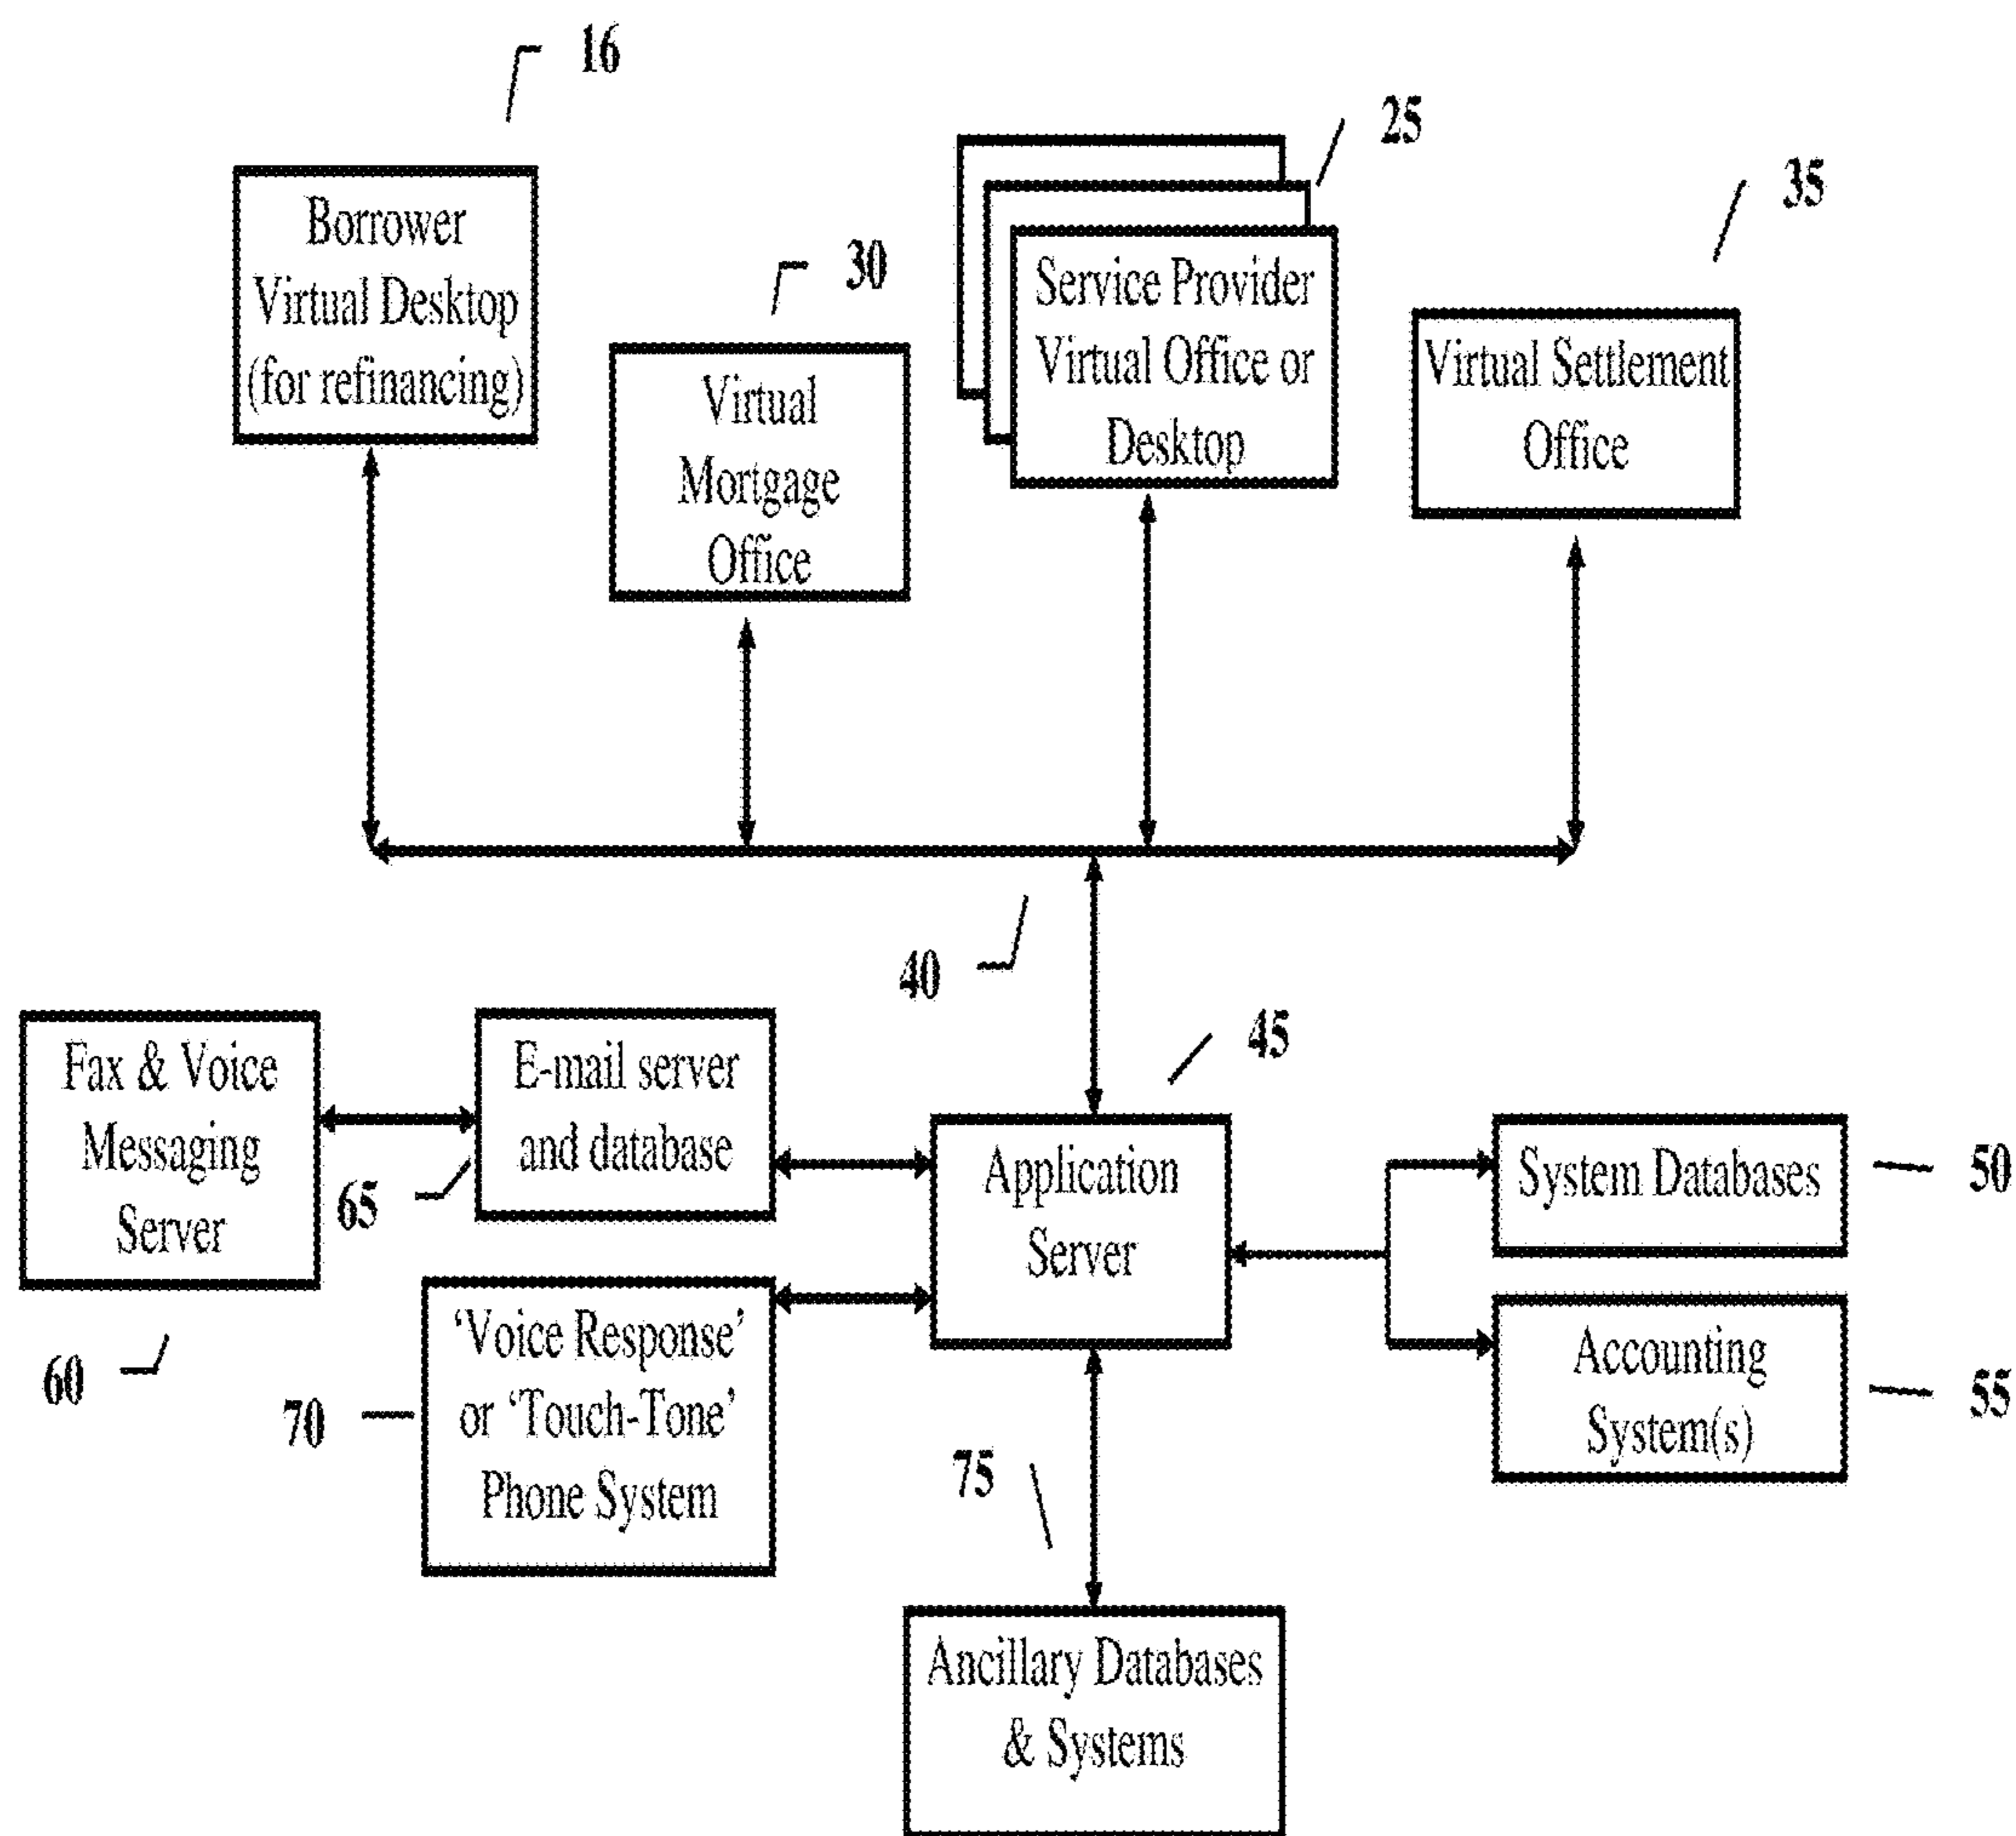 16
Borrower
Virtual Desktop
(for refinancing)
30
Virtual
Mortgage
Office
25
Service Provider
Virtual Office or
Desktop
35
Virtual Settlement
Office
40
45
Fax & Voice
Messaging
Server
60
E-mail server
and database
65
Application
Server
System Databases
50
'Voice Response'
or 'Touch-Tone'
Phone System
70
Accounting
System(s)
55
75
Ancillary Databases
& Systems